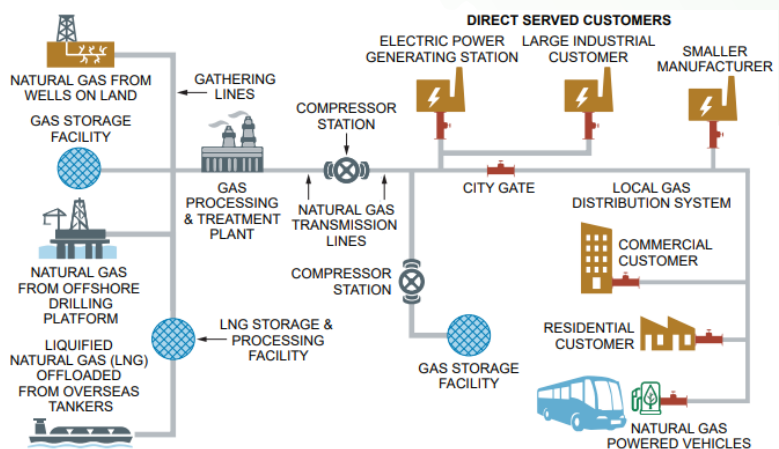 DIRECT SERVED CUSTOMERS
ELECTRIC POWER
GENERATING STATION
LARGE INDUSTRIAL
CUSTOMER
SMALLER
MANUFACTURER
NATURAL GAS FROM
WELLS ON LAND
GATHERING
LINES
GAS STORAGE
FACILITY
COMPRESSOR
STATION
GAS
PROCESSING
& TREATMENT
PLANT
NATURAL GAS
TRANSMISSION
LINES
CITY GATE
LOCAL GAS
DISTRIBUTION SYSTEM
COMMERCIAL
CUSTOMER
NATURAL GAS
FROM OFFSHORE
DRILLING
PLATFORM
COMPRESSOR
STATION
LNG STORAGE &
PROCESSING
FACILITY
RESIDENTIAL
CUSTOMER
LIQUIFIED
NATURAL GAS (LNG)
OFFLOADED
FROM OVERSEAS
TANKERS
GAS STORAGE
FACILITY
NATURAL GAS
POWERED VEHICLES